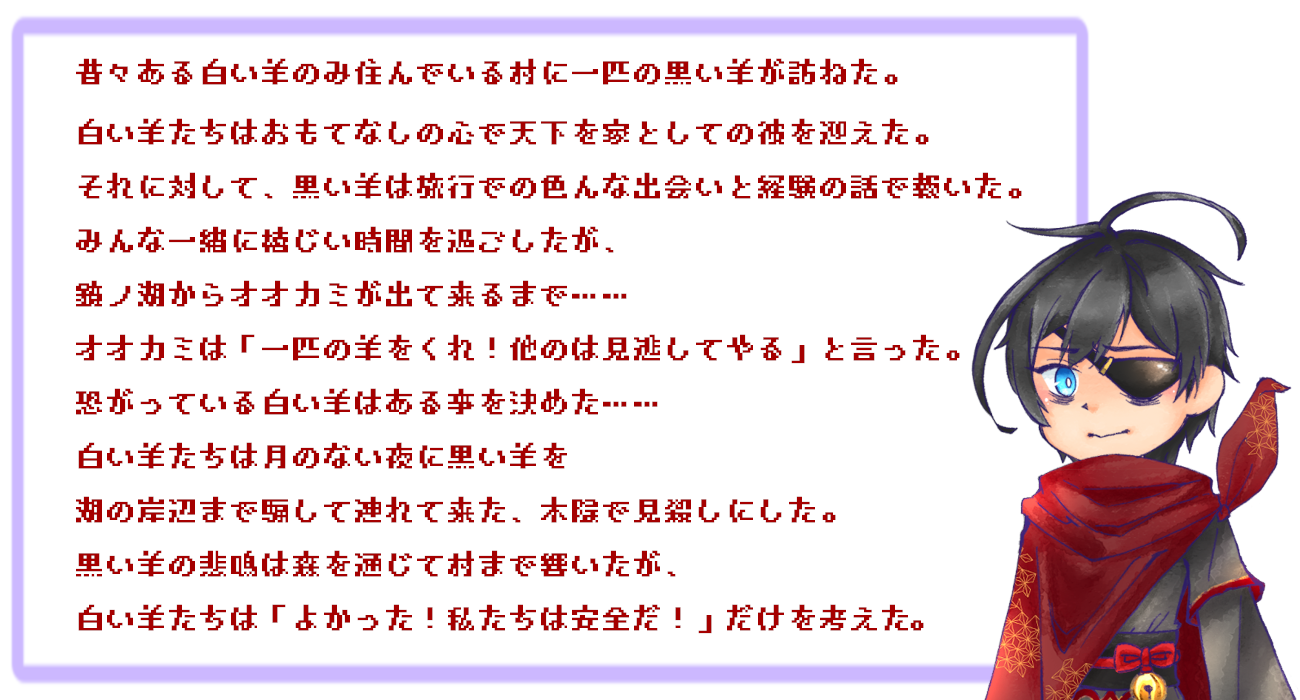 昔々ある白い羊のみ住んでいる村に一匹の黒い羊が訪ねた。
白い羊たちはおもてなしの心で天下を家としての彼を迎えた。
それに対して、黒い羊は旅行での色んな出会いと経験の話で報いた。
みんな一緒に楮じい時間を過ごしたが、
鏡ノ湖からオオカミが出て来るまで……
オオカミは「一匹の羊をくれ！他のは見逃してやる」と言った。
恐がっている白い羊はある事を決めた……
白い羊たちは月のない夜に黒い羊を
湖の岸辺まで騙して連れて来た、木陰で見殺しにした。
黒い羊の悲鳴は森を通じて村まで響いたが、
白い羊たちは「よかった！私たちは安全だ！」だけを考えた。